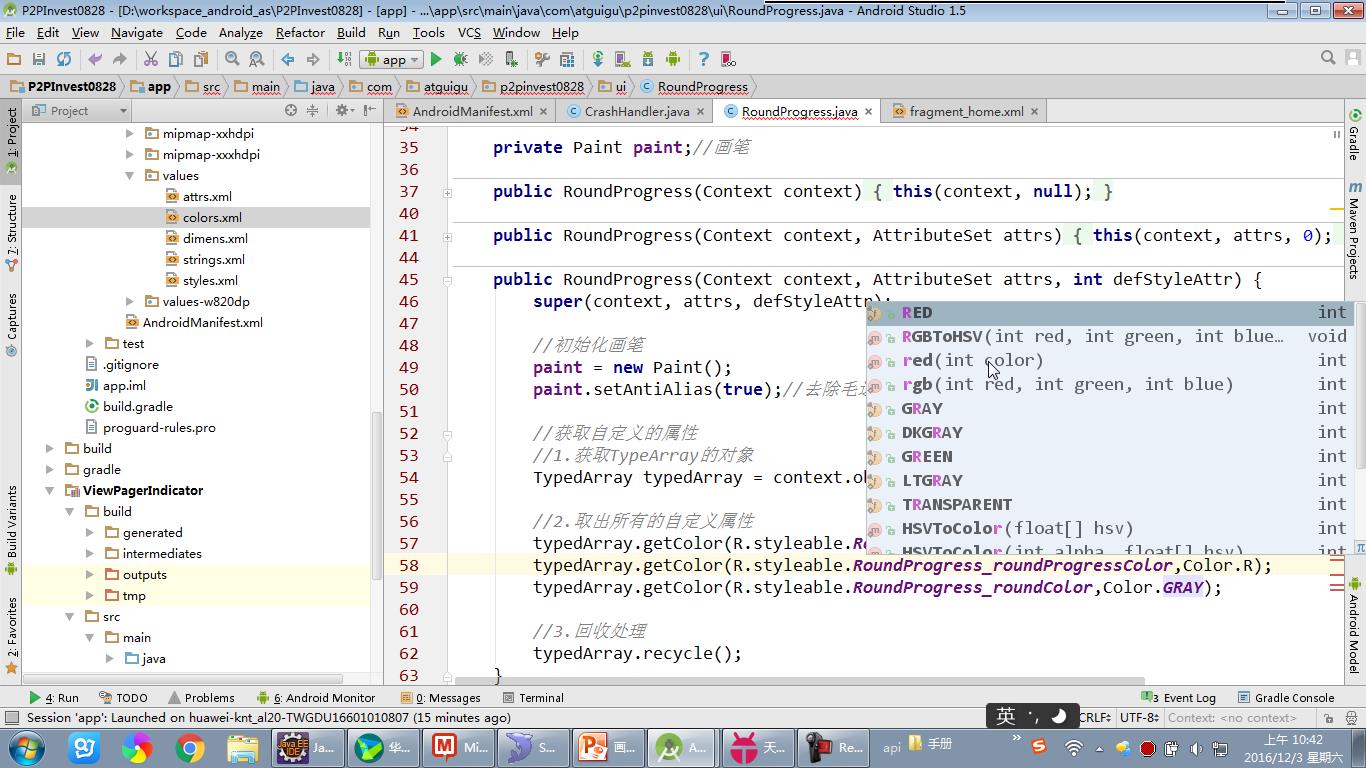 P2PInvest0828 - [D:\workspace_android_as\P2PInvest0828] - [app] - ...\app\src\main\java\com\atguigu\p2pinvest0828\ui\RoundProgress.java - Android Studio 1.5
File Edit View Navigate Code Analyze Refactor Build Run Tools VCS Window Help
app
P2PInvest0828 app src main java com atguigu p2pinvest0828 ui RoundProgress
Project
AndroidManifest.xml CrashHandler.java RoundProgress.java fragment_home.xml
1: Project
Z: Structure
Captures
Build Variants
2: Favorites
mipmap-xxhdpi
mipmap-xxxhdpi
values
attrs.xml
colors.xml
dimens.xml
strings.xml
styles.xml
values-w820dp
AndroidManifest.xml
test
.gitignore
app.iml
build.gradle
proguard-rules.pro
build
gradle
ViewPagerIndicator
build
generated
intermediates
outputs
tmp
src
main
java
34
35 private Paint paint;//画笔
36
37 public RoundProgress(Context context) { this(context, null); }
40
41 public RoundProgress(Context context, AttributeSet attrs) { this(context, attrs, 0);
44
45 public RoundProgress(Context context, AttributeSet attrs, int defStyleAttr) {
46 super(context, attrs, defStyleAttr);
47
48 //初始化画笔
49 paint = new Paint();
50 paint.setAntiAlias(true);//去除毛
51
52 //获取自定义的属性
53 //1.获取TypeArray的对象
54 TypedArray typedArray = context.ob
55
56 //2.取出所有的自定义属性
57 typedArray.getColor(R.styleable.Ro
58 typedArray.getColor(R.styleable.RoundProgress_roundProgressColor,Color.R);
59 typedArray.getColor(R.styleable.RoundProgress_roundColor,Color.GRAY);
60
61 //3.回收处理
62 typedArray.recycle();
63 }
RED int
RGBToHSV(int red, int green, int blue… void
red(int color) int
rgb(int red, int green, int blue) int
GRAY int
DKGRAY int
GREEN int
LTGRAY int
TRANSPARENT int
HSVToColor(float[] hsv) int
HSVToColor(int alpha, float[] hsv) int
Gradle
Maven Projects
Android Model
4: Run TODO Problems 6: Android Monitor 0: Messages Terminal 3 Event Log Gradle Console
Session 'app': Launched on huawei-knt_al20-TWGDU16601010807 (15 minutes ago) 英 CRLF UTF-8 Context: <no context>
Java EE IDE Ja... 华... Mi... S... 画... A... 天... Re... api 手册 上午 10:42
2016/12/3 星期六